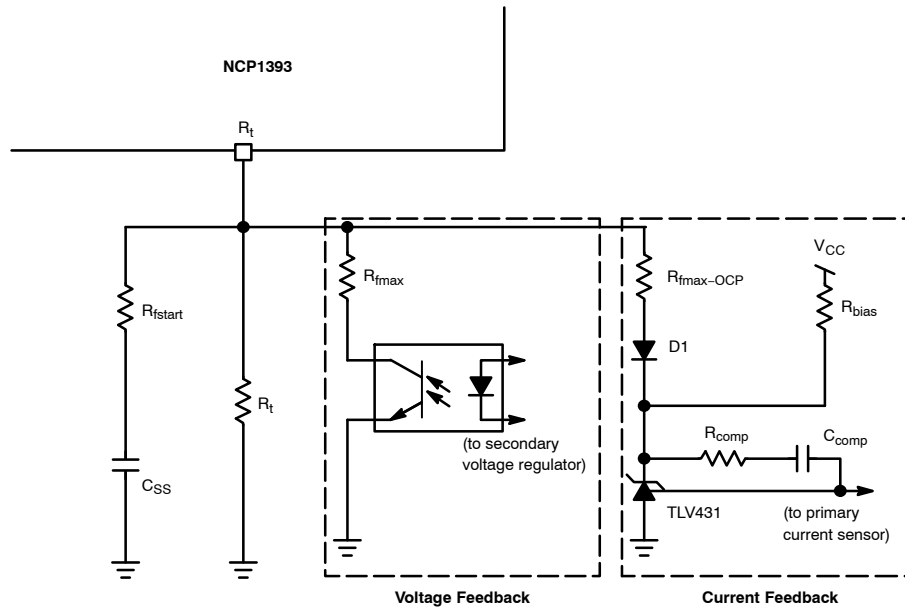 NCP1393
Rt
VCC
Rfmax
Rfmax–OCP
Rfstart
Rbias
D1
Rt
Rcomp
Ccomp
(to secondary
voltage regulator)
CSS
TLV431
(to primary
current sensor)
Voltage Feedback
Current Feedback